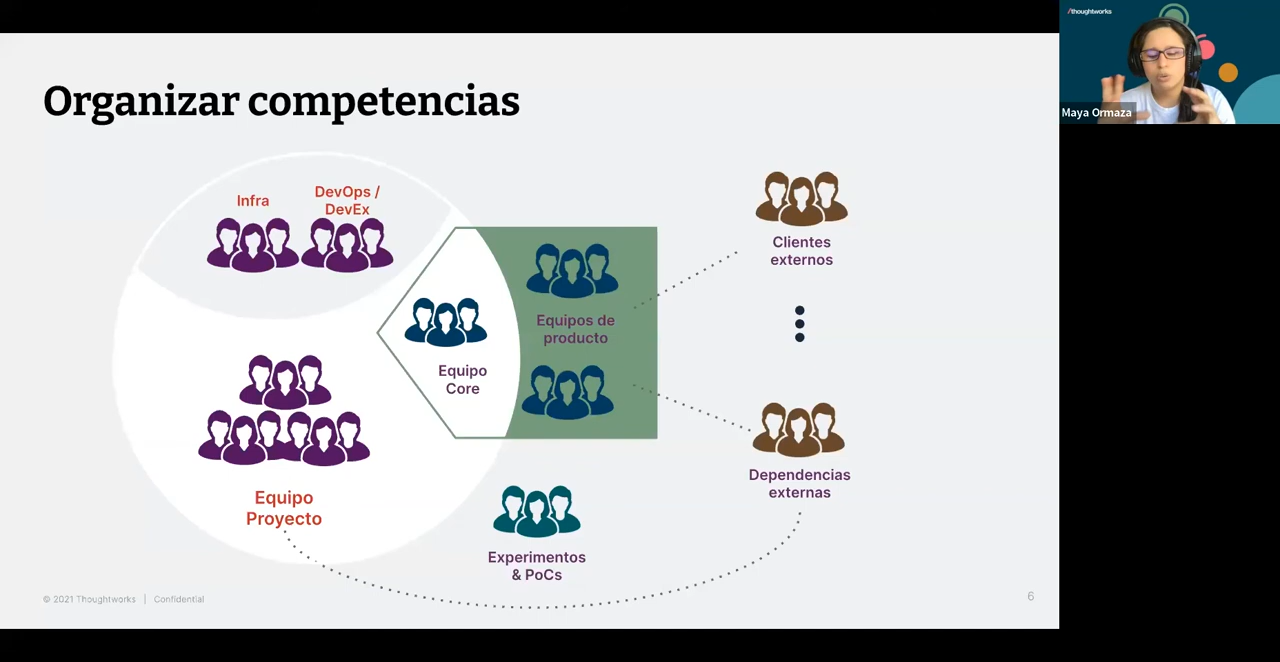 Organizar competencias
Infra
DevOps /
DevEx
Equipos de
producto
Equipo
Core
Equipo
Proyecto
Experimentos
& PoCs
Clientes
externos
Dependencias
externas
© 2021 Thoughtworks | Confidential
6
/thoughtworks
Maya Ormaza